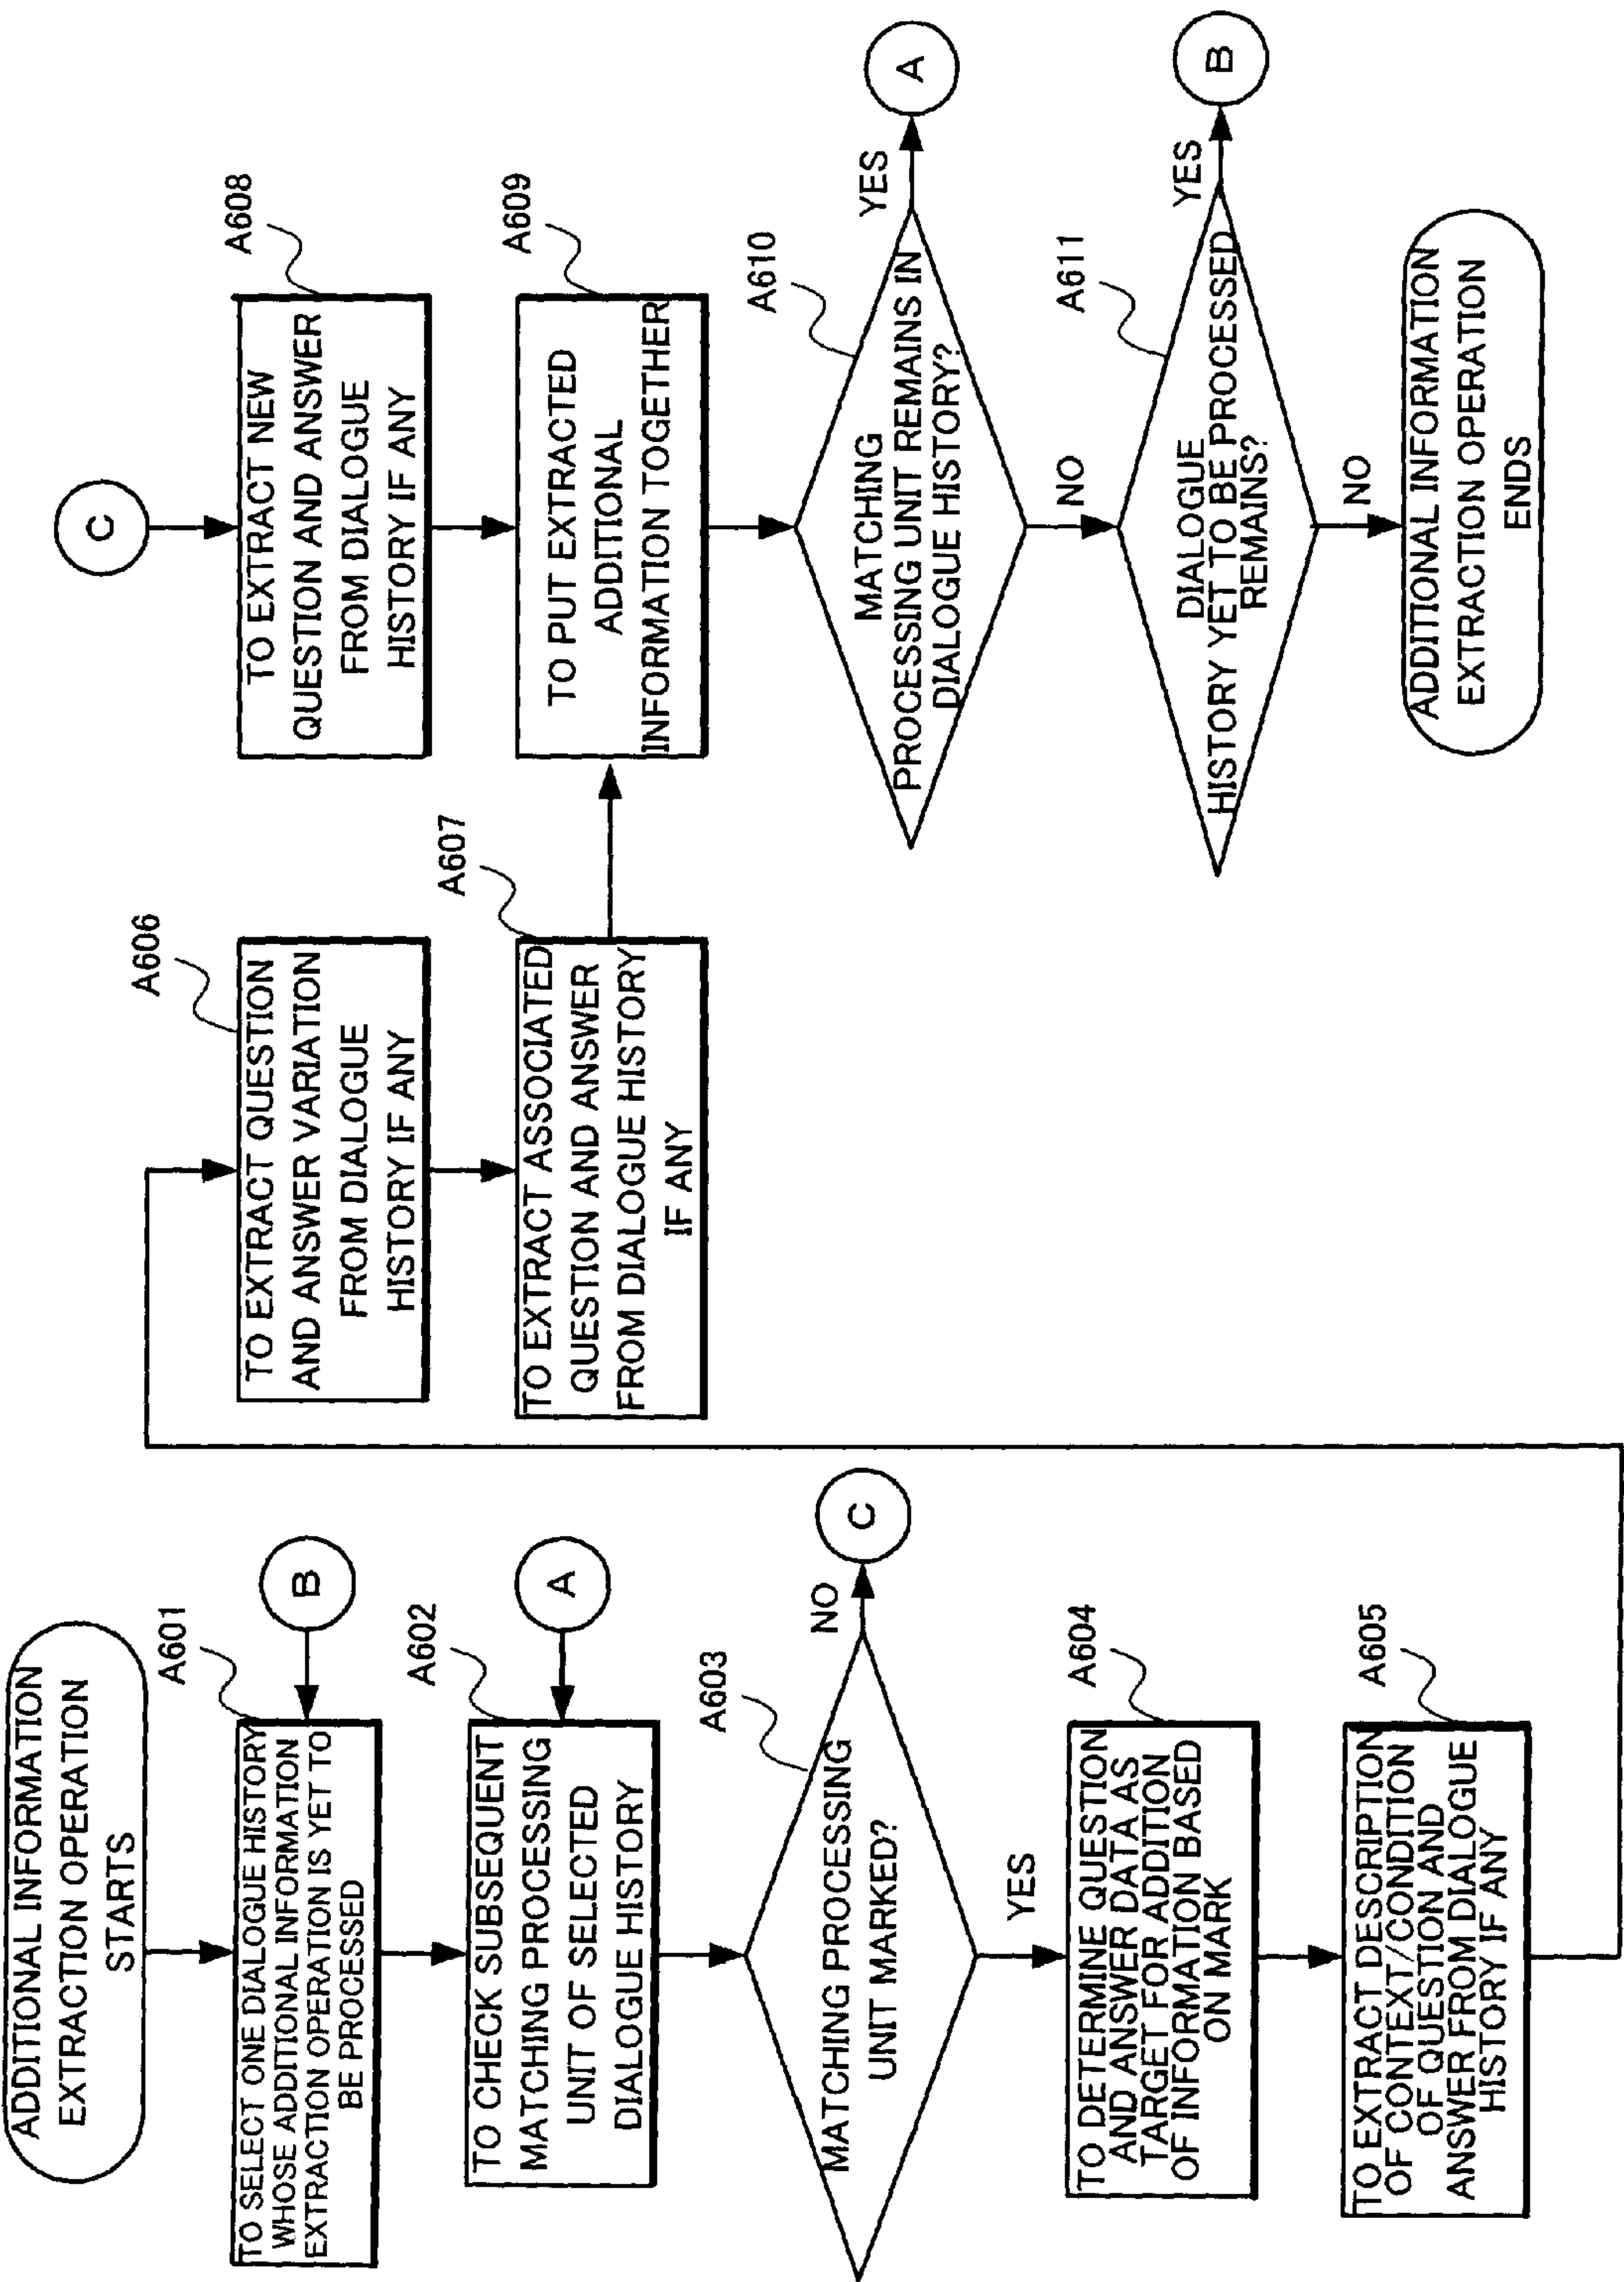 ADDITIONAL INFORMATION
EXTRACTION OPERATION
STARTS
A601
TO SELECT ONE DIALOGUE HISTORY
WHOSE ADDITIONAL INFORMATION
EXTRACTION OPERATION IS YET TO
BE PROCESSED
B
A602
TO CHECK SUBSEQUENT
MATCHING PROCESSING
UNIT OF SELECTED
DIALOGUE HISTORY
A
A603
MATCHING PROCESSING
UNIT MARKED?
NO
C
YES
A604
TO DETERMINE QUESTION
AND ANSWER DATA AS
TARGET FOR ADDITION
OF INFORMATION BASED
ON MARK
A605
TO EXTRACT DESCRIPTION
OF CONTEXT/CONDITION
OF QUESTION AND
ANSWER FROM DIALOGUE
HISTORY IF ANY
A606
TO EXTRACT QUESTION
AND ANSWER VARIATION
FROM DIALOGUE
HISTORY IF ANY
A607
TO EXTRACT ASSOCIATED
QUESTION AND ANSWER
FROM DIALOGUE HISTORY
IF ANY
C
A608
TO EXTRACT NEW
QUESTION AND ANSWER
FROM DIALOGUE
HISTORY IF ANY
A609
TO PUT EXTRACTED
ADDITIONAL
INFORMATION TOGETHER
A610
MATCHING
PROCESSING UNIT REMAINS IN
DIALOGUE HISTORY?
YES
A
NO
A611
DIALOGUE
HISTORY YET TO BE PROCESSED
REMAINS?
YES
B
NO
ADDITIONAL INFORMATION
EXTRACTION OPERATION
ENDS